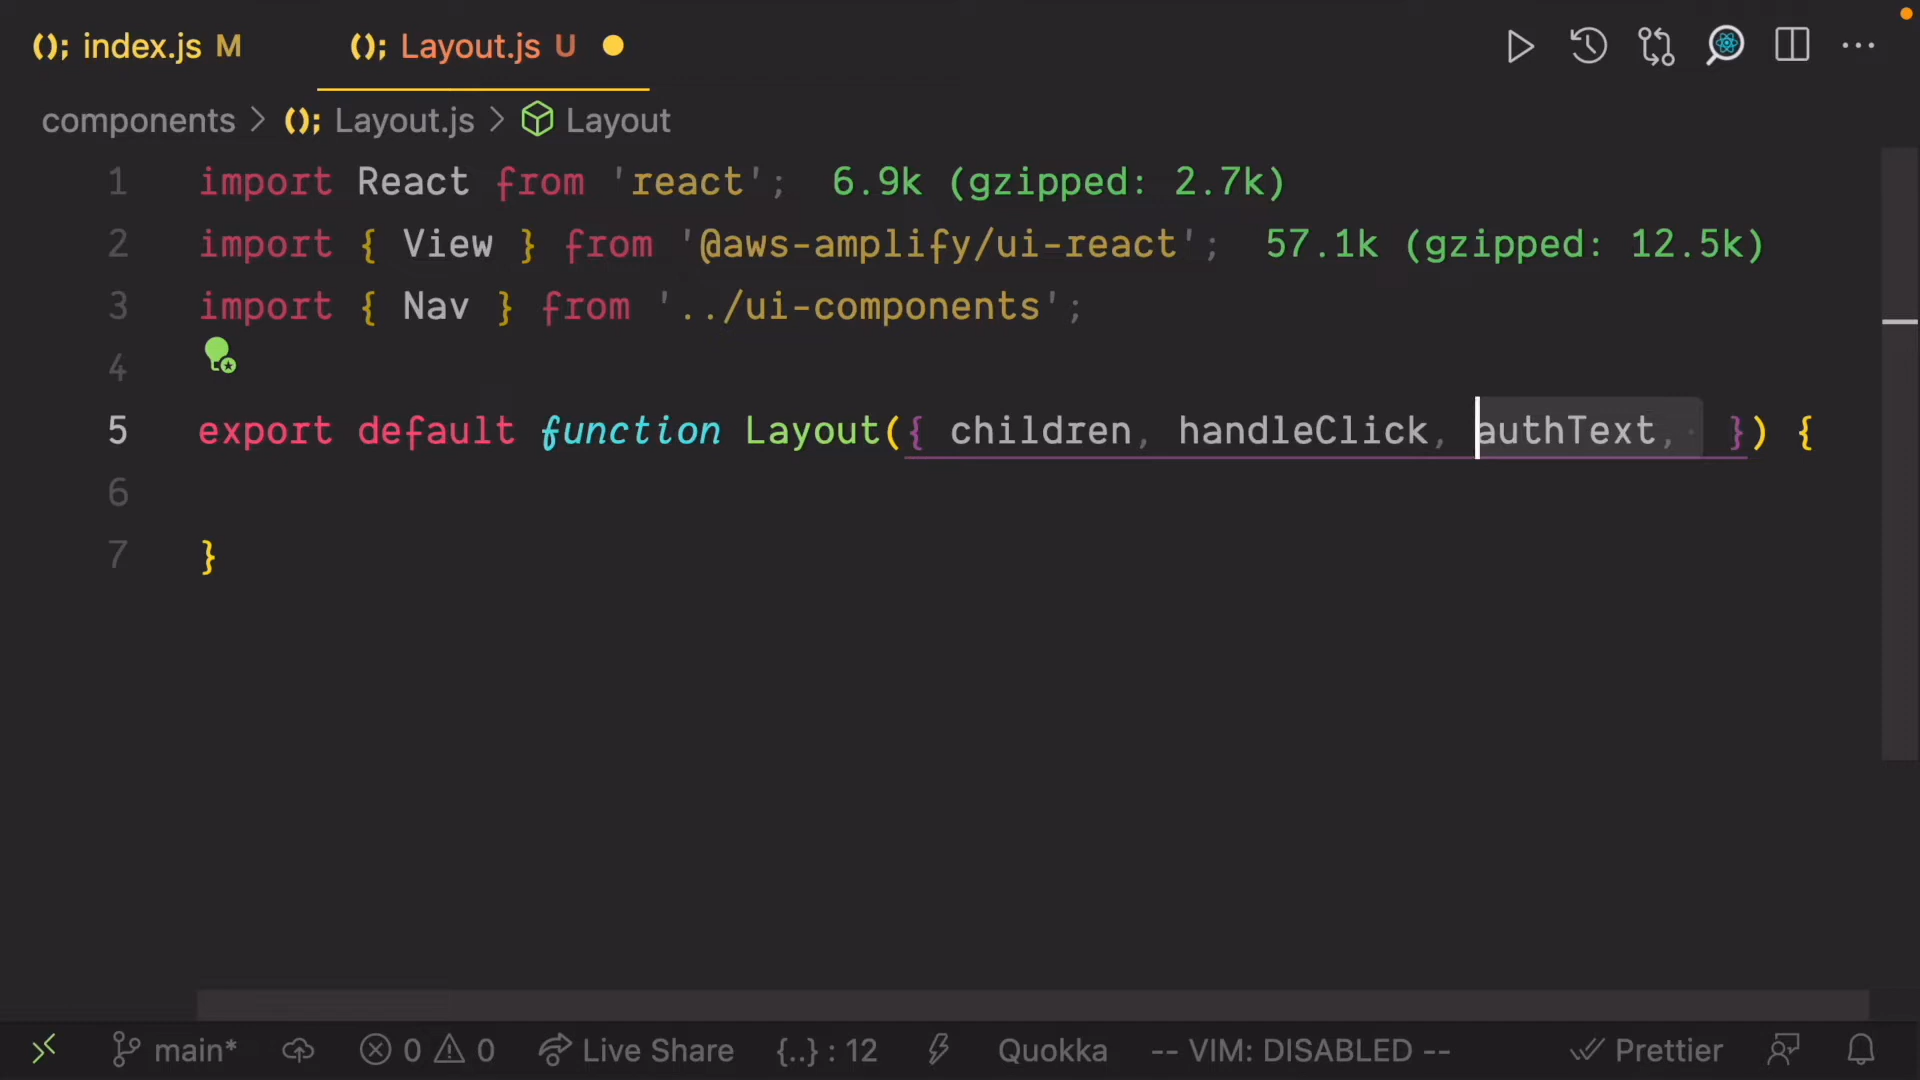 index.js M
Layout.js U
components > Layout.js > Layout
1 import React from 'react'; 6.9k (gzipped: 2.7k)
2 import { View } from '@aws-amplify/ui-react'; 57.1k (gzipped: 12.5k)
3 import { Nav } from '../ui-components';
4
5 export default function Layout({ children, handleClick, authText,  }) {
6
7 }
main* 0 0 Live Share {..} : 12 Quokka -- VIM: DISABLED -- Prettier